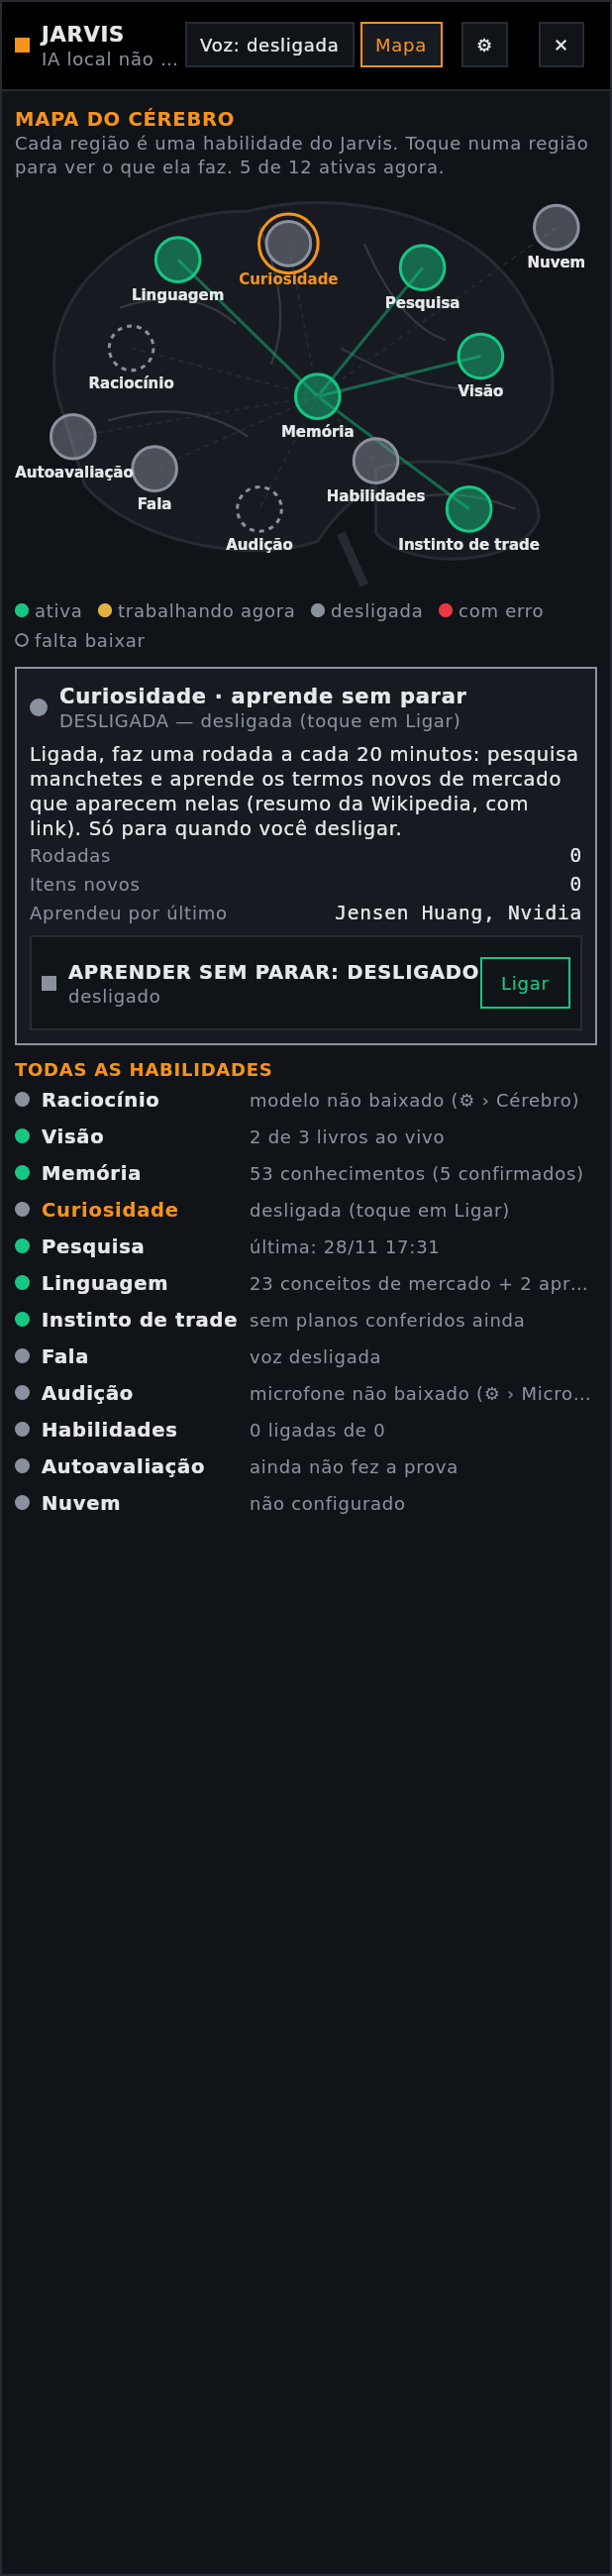 JARVIS
IA local não ...
Voz: desligada
Mapa
⚙
×
MAPA DO CÉREBRO
Cada região é uma habilidade do Jarvis. Toque numa região
para ver o que ela faz. 5 de 12 ativas agora.
Nuvem
Linguagem
Curiosidade
Pesquisa
Raciocínio
Visão
Memória
Autoavaliação
Fala
Habilidades
Audição
Instinto de trade
ativa
trabalhando agora
desligada
com erro
falta baixar
Curiosidade · aprende sem parar
DESLIGADA — desligada (toque em Ligar)
Ligada, faz uma rodada a cada 20 minutos: pesquisa
manchetes e aprende os termos novos de mercado
que aparecem nelas (resumo da Wikipedia, com
link). Só para quando você desligar.
Rodadas 0
Itens novos 0
Aprendeu por último Jensen Huang, Nvidia
APRENDER SEM PARAR: DESLIGADO
desligado
Ligar
TODAS AS HABILIDADES
Raciocínio modelo não baixado (⚙ › Cérebro)
Visão 2 de 3 livros ao vivo
Memória 53 conhecimentos (5 confirmados)
Curiosidade desligada (toque em Ligar)
Pesquisa última: 28/11 17:31
Linguagem 23 conceitos de mercado + 2 apr...
Instinto de trade sem planos conferidos ainda
Fala voz desligada
Audição microfone não baixado (⚙ › Micro...
Habilidades 0 ligadas de 0
Autoavaliação ainda não fez a prova
Nuvem não configurado